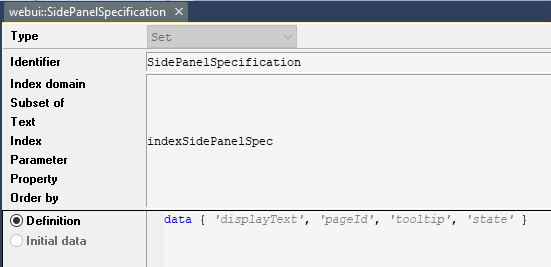 webui::SidePanelSpecification
Type Set
Identifier SidePanelSpecification
Index domain
Subset of
Text
Index indexSidePanelSpec
Parameter
Property
Order by
Definition data { 'displayText', 'pageId', 'tooltip', 'state' }
Initial data